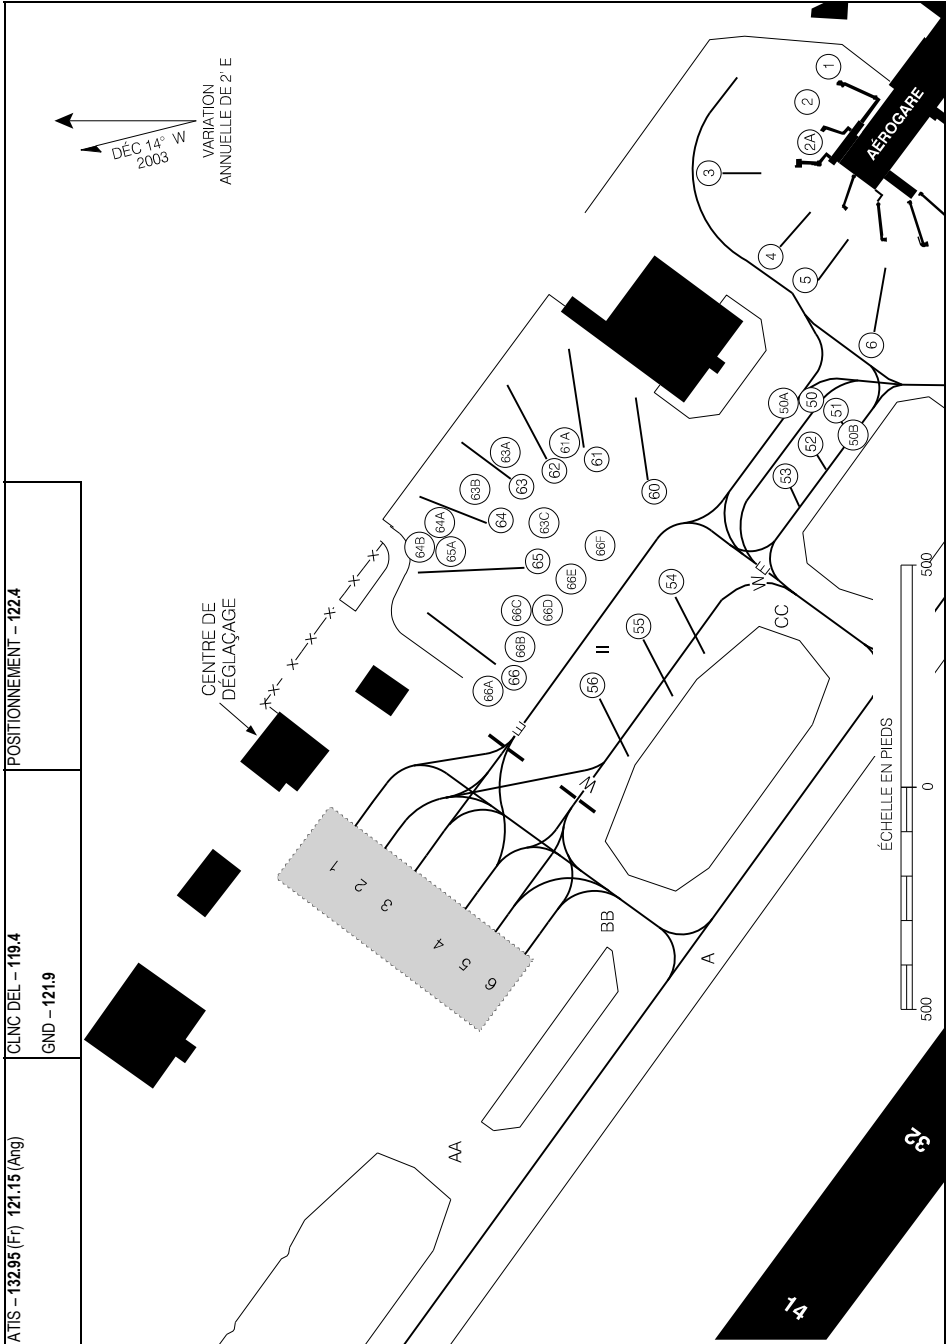 ATIS – 132.95 (Fr) 121.15 (Ang)
CLNC DEL – 119.4
GND – 121.9
POSITIONNEMENT – 122.4
DÉC 14° W
2003
VARIATION
ANNUELLE DE 2' E
CENTRE DE
DÉGLAÇAGE
AÉROGARE
1
2
2A
3
4
5
6
50A
50
51
50B
52
53
60
61
61A
62
63
63A
63B
63C
64
64A
64B
65
65A
66
66A
66B
66C
66D
66E
66F
54
55
56
II
E
W
W
E
CC
BB
AA
A
1
2
3
4
5
6
ÉCHELLE EN PIEDS
500
0
500
14
32